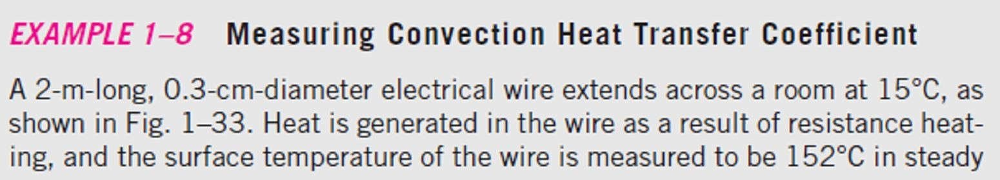 EXAMPLE 1–8 Measuring Convection Heat Transfer Coefficient
A 2-m-long, 0.3-cm-diameter electrical wire extends across a room at 15°C, as
shown in Fig. 1–33. Heat is generated in the wire as a result of resistance heat-
ing, and the surface temperature of the wire is measured to be 152°C in steady